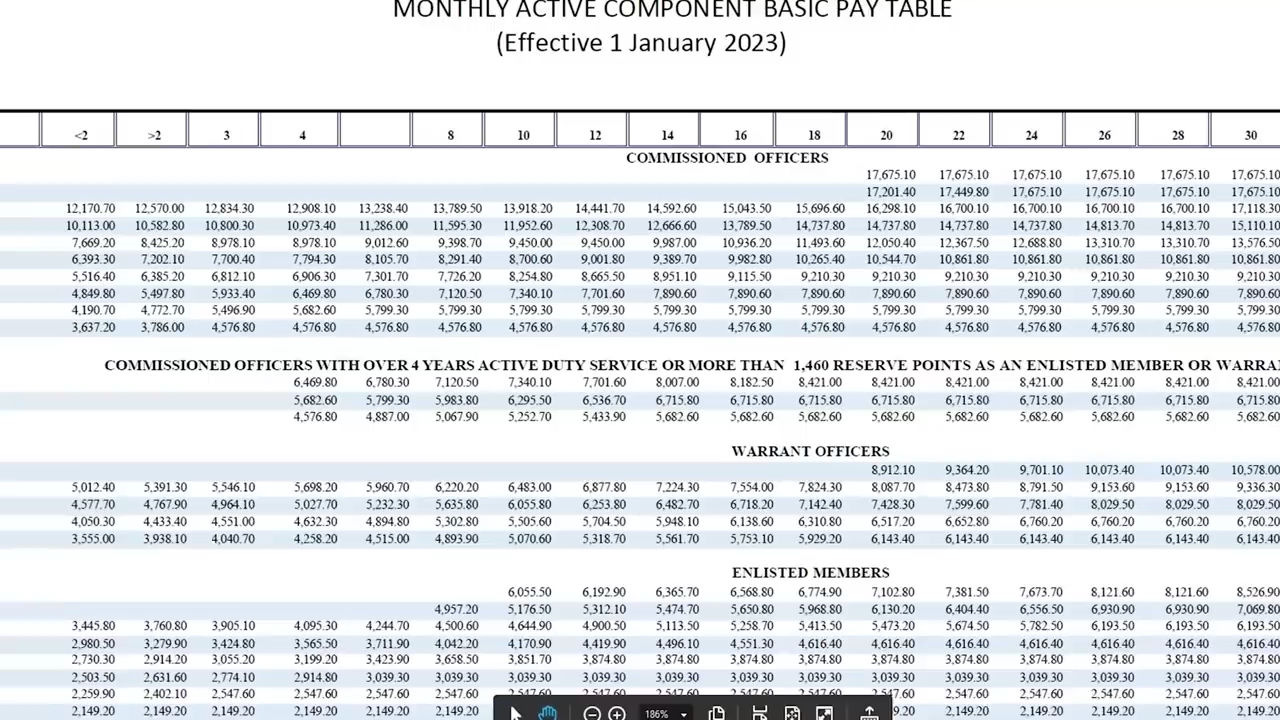 MONTHLY ACTIVE COMPONENT BASIC PAY TABLE
(Effective 1 January 2023)
<2 >2 3 4 8 10 12 14 16 18 20 22 24 26 28 30
COMMISSIONED OFFICERS
17,675.10 17,675.10 17,675.10 17,675.10 17,675.10 17,675.10
17,201.40 17,449.80 17,675.10 17,675.10 17,675.10 17,675.10
12,170.70 12,570.00 12,834.30 12,908.10 13,238.40 13,789.50 13,918.20 14,441.70 14,592.60 15,043.50 15,696.60 16,298.10 16,700.10 16,700.10 16,700.10 16,700.10 17,118.30
10,113.00 10,582.80 10,800.30 10,973.40 11,286.00 11,595.30 11,952.60 12,308.70 12,666.60 13,789.50 14,737.80 14,737.80 14,737.80 14,737.80 14,813.70 14,813.70 15,110.10
7,669.20 8,425.20 8,978.10 8,978.10 9,012.60 9,398.70 9,450.00 9,450.00 9,987.00 10,936.20 11,493.60 12,050.40 12,367.50 12,688.80 13,310.70 13,310.70 13,576.50
6,393.30 7,202.10 7,700.40 7,794.30 8,105.70 8,291.40 8,700.60 9,001.80 9,389.70 9,982.80 10,265.40 10,544.70 10,861.80 10,861.80 10,861.80 10,861.80 10,861.80
5,516.40 6,385.20 6,812.10 6,906.30 7,301.70 7,726.20 8,254.80 8,665.50 8,951.10 9,115.50 9,210.30 9,210.30 9,210.30 9,210.30 9,210.30 9,210.30 9,210.30
4,849.80 5,497.80 5,933.40 6,469.80 6,780.30 7,120.50 7,340.10 7,701.60 7,890.60 7,890.60 7,890.60 7,890.60 7,890.60 7,890.60 7,890.60 7,890.60 7,890.60
4,190.70 4,772.70 5,496.90 5,682.60 5,799.30 5,799.30 5,799.30 5,799.30 5,799.30 5,799.30 5,799.30 5,799.30 5,799.30 5,799.30 5,799.30 5,799.30 5,799.30
3,637.20 3,786.00 4,576.80 4,576.80 4,576.80 4,576.80 4,576.80 4,576.80 4,576.80 4,576.80 4,576.80 4,576.80 4,576.80 4,576.80 4,576.80 4,576.80 4,576.80
COMMISSIONED OFFICERS WITH OVER 4 YEARS ACTIVE DUTY SERVICE OR MORE THAN 1,460 RESERVE POINTS AS AN ENLISTED MEMBER OR WARRA
6,469.80 6,780.30 7,120.50 7,340.10 7,701.60 8,007.00 8,182.50 8,421.00 8,421.00 8,421.00 8,421.00 8,421.00 8,421.00 8,421.00
5,682.60 5,799.30 5,983.80 6,295.50 6,536.70 6,715.80 6,715.80 6,715.80 6,715.80 6,715.80 6,715.80 6,715.80 6,715.80 6,715.80
4,576.80 4,887.00 5,067.90 5,252.70 5,433.90 5,682.60 5,682.60 5,682.60 5,682.60 5,682.60 5,682.60 5,682.60 5,682.60 5,682.60
WARRANT OFFICERS
8,912.10 9,364.20 9,701.10 10,073.40 10,073.40 10,578.00
5,012.40 5,391.30 5,546.10 5,698.20 5,960.70 6,220.20 6,483.00 6,877.80 7,224.30 7,554.00 7,824.30 8,087.70 8,473.80 8,791.50 9,153.60 9,153.60 9,336.30
4,577.70 4,767.90 4,964.10 5,027.70 5,232.30 5,635.80 6,055.80 6,253.80 6,482.70 6,718.20 7,142.40 7,428.30 7,599.60 7,781.40 8,029.50 8,029.50 8,029.50
4,050.30 4,433.40 4,551.00 4,632.30 4,894.80 5,302.80 5,505.60 5,704.50 5,948.10 6,138.60 6,310.80 6,517.20 6,652.80 6,760.20 6,760.20 6,760.20 6,760.20
3,555.00 3,938.10 4,040.70 4,258.20 4,515.00 4,893.90 5,070.60 5,318.70 5,561.70 5,753.10 5,929.20 6,143.40 6,143.40 6,143.40 6,143.40 6,143.40 6,143.40
ENLISTED MEMBERS
6,055.50 6,192.90 6,365.70 6,568.80 6,774.90 7,102.80 7,381.50 7,673.70 8,121.60 8,121.60 8,526.90
4,957.20 5,176.50 5,312.10 5,474.70 5,650.80 5,968.80 6,130.20 6,404.40 6,556.50 6,930.90 6,930.90 7,069.80
3,445.80 3,760.80 3,905.10 4,095.30 4,244.70 4,500.60 4,644.90 4,900.50 5,113.50 5,258.70 5,413.50 5,473.20 5,674.50 5,782.50 6,193.50 6,193.50 6,193.50
2,980.50 3,279.90 3,424.80 3,565.50 3,711.90 4,042.20 4,170.90 4,419.90 4,496.10 4,551.30 4,616.40 4,616.40 4,616.40 4,616.40 4,616.40 4,616.40 4,616.40
2,730.30 2,914.20 3,055.20 3,199.20 3,423.90 3,658.50 3,851.70 3,874.80 3,874.80 3,874.80 3,874.80 3,874.80 3,874.80 3,874.80 3,874.80 3,874.80 3,874.80
2,503.50 2,631.60 2,774.10 2,914.80 3,039.30 3,039.30 3,039.30 3,039.30 3,039.30 3,039.30 3,039.30 3,039.30 3,039.30 3,039.30 3,039.30 3,039.30 3,039.30
2,259.90 2,402.10 2,547.60 2,547.60 2,547.60 2,547.60 2,547.60 2,547.60 2,547.60 2,547.60 2,547.60 2,547.60 2,547.60 2,547.60 2,547.60 2,547.60 2,547.60
2,149.20 2,149.20 2,149.20 2,149.20 2,149.20 2,149.20 2,149.20 2,149.20 2,149.20 2,149.20 2,149.20
186%